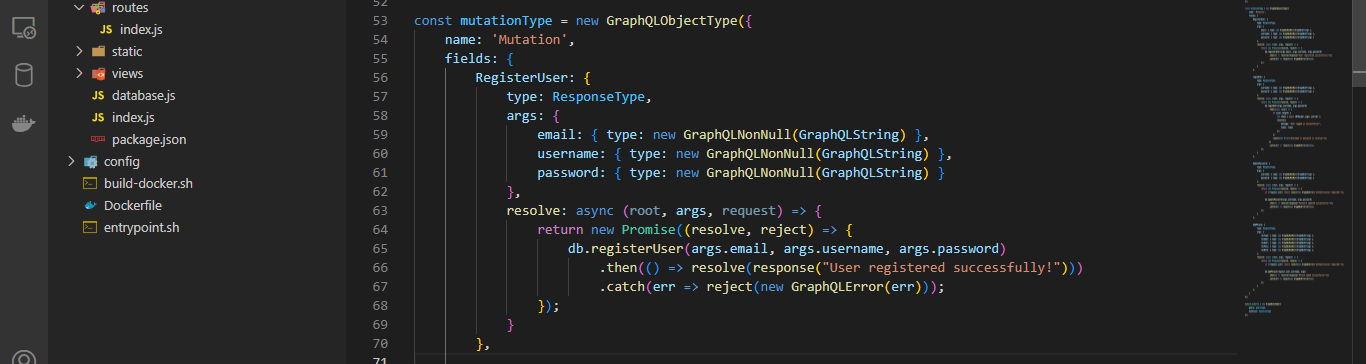 routes
JS index.js
static
views
JS database.js
JS index.js
package.json
config
build-docker.sh
Dockerfile
entrypoint.sh
52
53 const mutationType = new GraphQLObjectType({
54 name: 'Mutation',
55 fields: {
56 RegisterUser: {
57 type: ResponseType,
58 args: {
59 email: { type: new GraphQLNonNull(GraphQLString) },
60 username: { type: new GraphQLNonNull(GraphQLString) },
61 password: { type: new GraphQLNonNull(GraphQLString) }
62 },
63 resolve: async (root, args, request) => {
64 return new Promise((resolve, reject) => {
65 db.registerUser(args.email, args.username, args.password)
66 .then(() => resolve(response("User registered successfully!")))
67 .catch(err => reject(new GraphQLError(err)));
68 });
69 }
70 },
71